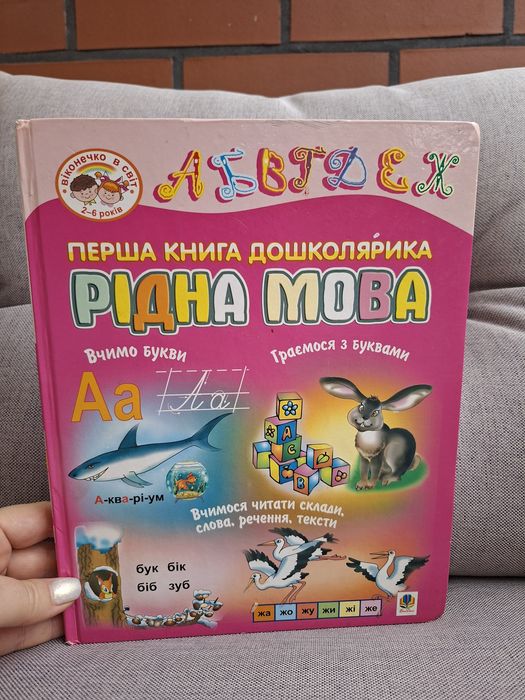 Віконечко в світ
2-6 років
А Б В Г Д Е Ж
ПЕРША КНИГА ДОШКОЛЯРИКА
РІДНА МОВА
Вчимо букви
Граємося з буквами
Аа
Аа
А-ква-рі-ум
Вчимося читати склади,
слова, речення, тексти
бук бік
біб зуб
жа жо жу жи жі же